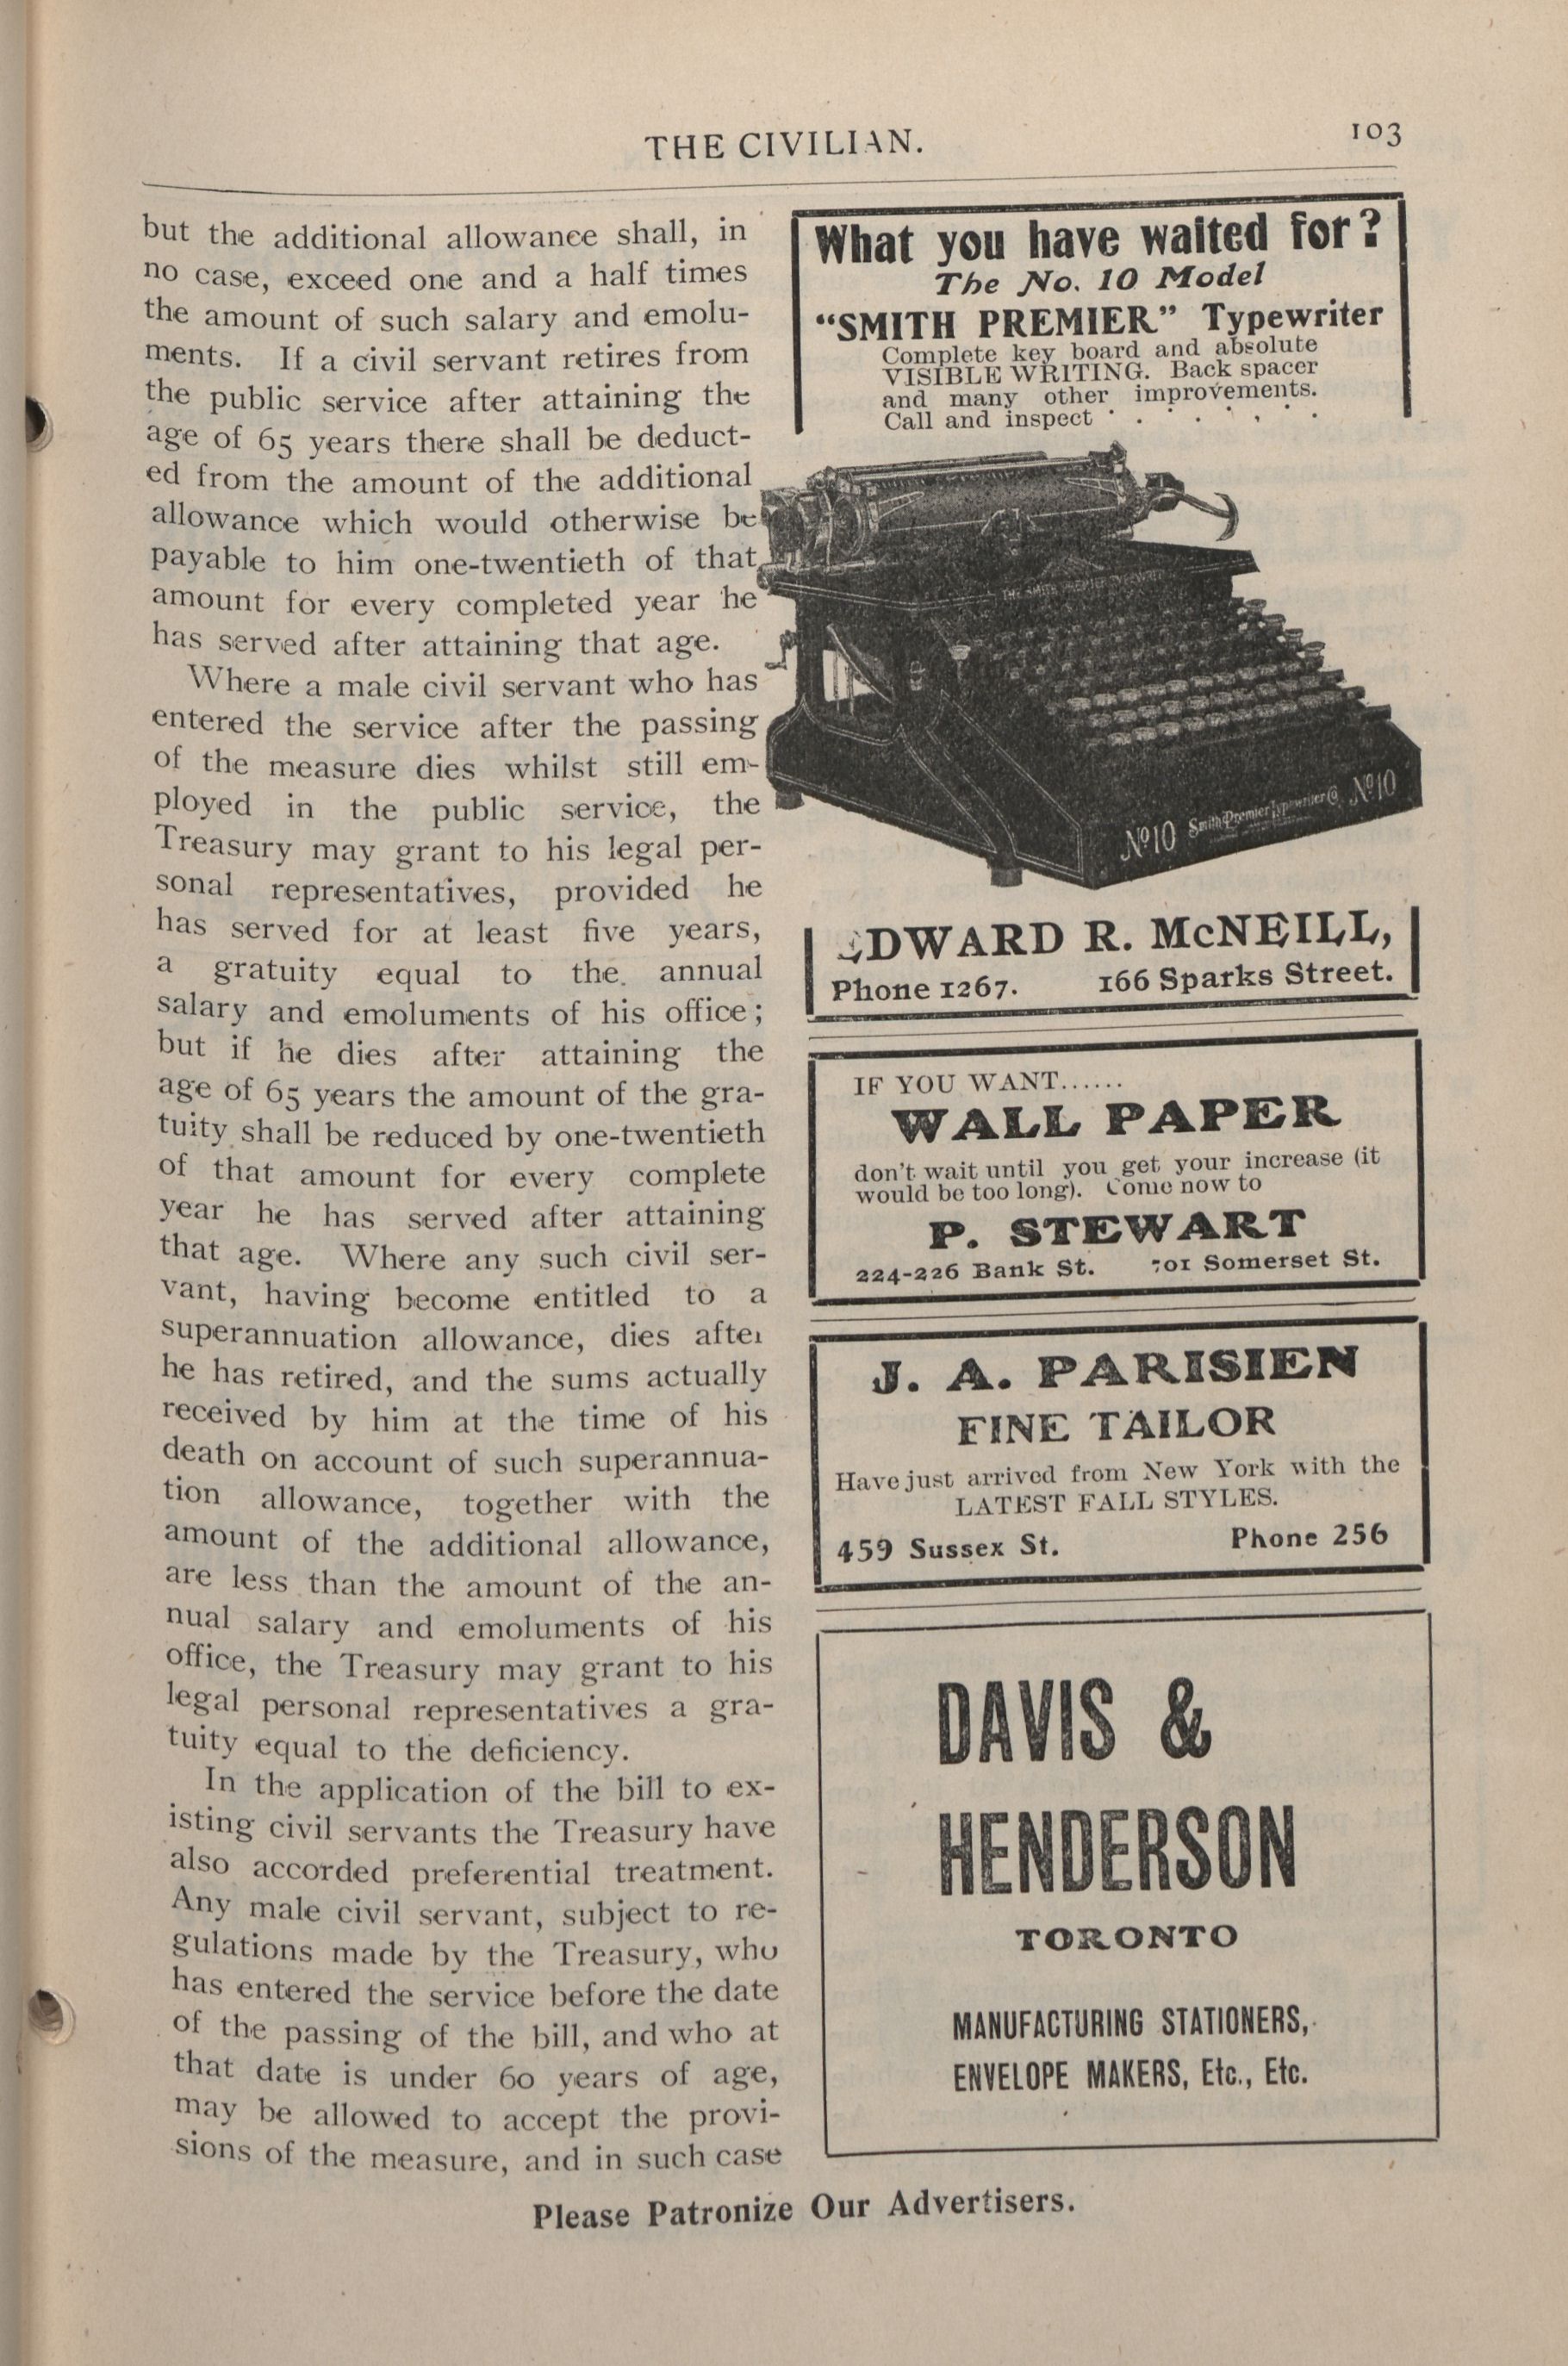 THE CIVILIAN.
103
but the additional allowance shall, in
no case, exceed one and a half times
the amount of such salary and emolu-
ments. If a civil servant retires from
the public service after attaining the
age of 65 years there shall be deduct-
ed from the amount of the additional
allowance which would otherwise be
payable to him one-twentieth of that
amount for every completed year he
has served after attaining that age.
Where a male civil servant who has
entered the service after the passing
of the measure dies whilst still em-
ployed in the public service, the
Treasury may grant to his legal per-
sonal representatives, provided he
has served for at least five years,
a gratuity equal to the annual
salary and emoluments of his office;
but if he dies after attaining the
age of 65 years the amount of the gra-
tuity shall be reduced by one-twentieth
of that amount for every complete
year he has served after attaining
that age. Where any such civil ser-
vant, having become entitled to a
superannuation allowance, dies after
he has retired, and the sums actually
received by him at the time of his
death on account of such superannua-
tion allowance, together with the
amount of the additional allowance,
are less than the amount of the an-
nual salary and emoluments of his
office, the Treasury may grant to his
legal personal representatives a gra-
tuity equal to the deficiency.
In the application of the bill to ex-
isting civil servants the Treasury have
also accorded preferential treatment.
Any male civil servant, subject to re-
gulations made by the Treasury, who
has entered the service before the date
of the passing of the bill, and who at
that date is under 60 years of age,
may be allowed to accept the provi-
sions of the measure, and in such case
What you have waited for?
The No. 10 Model
"SMITH PREMIER" Typewriter
Complete key board and absolute
VISIBLE WRITING. Back spacer
and many other improvements.
Call and inspect . . . . .
THE SMITH PREMIER TYPEWRITER
No 10 Smith Premier Typewriter Co No 10
EDWARD R. McNEILL,
Phone 1267. 166 Sparks Street.
IF YOU WANT......
WALL PAPER
don't wait until you get your increase (it
would be too long). Come now to
P. STEWART
224-226 Bank St. 701 Somerset St.
J. A. PARISIEN
FINE TAILOR
Have just arrived from New York with the
LATEST FALL STYLES.
459 Sussex St. Phone 256
DAVIS &
HENDERSON
TORONTO
MANUFACTURING STATIONERS,
ENVELOPE MAKERS, Etc., Etc.
Please Patronize Our Advertisers.